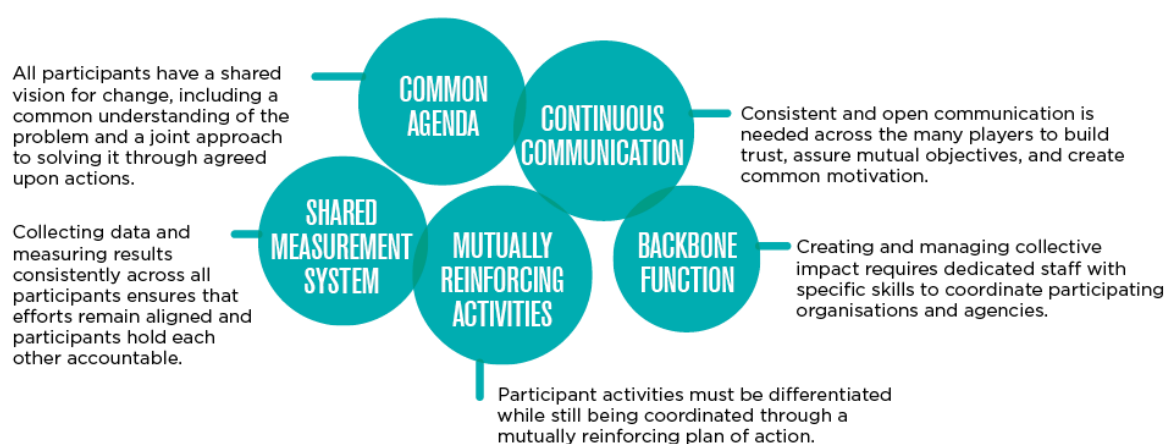 All participants have a shared
vision for change, including a
common understanding of the
problem and a joint approach
to solving it through agreed
upon actions.
COMMON
AGENDA
CONTINUOUS
COMMUNICATION
Consistent and open communication is
needed across the many players to build
trust, assure mutual objectives, and create
common motivation.
Collecting data and
measuring results
consistently across all
participants ensures that
efforts remain aligned and
participants hold each
other accountable.
SHARED
MEASUREMENT
SYSTEM
MUTUALLY
REINFORCING
ACTIVITIES
BACKBONE
FUNCTION
Creating and managing collective
impact requires dedicated staff with
specific skills to coordinate participating
organisations and agencies.
Participant activities must be differentiated
while still being coordinated through a
mutually reinforcing plan of action.